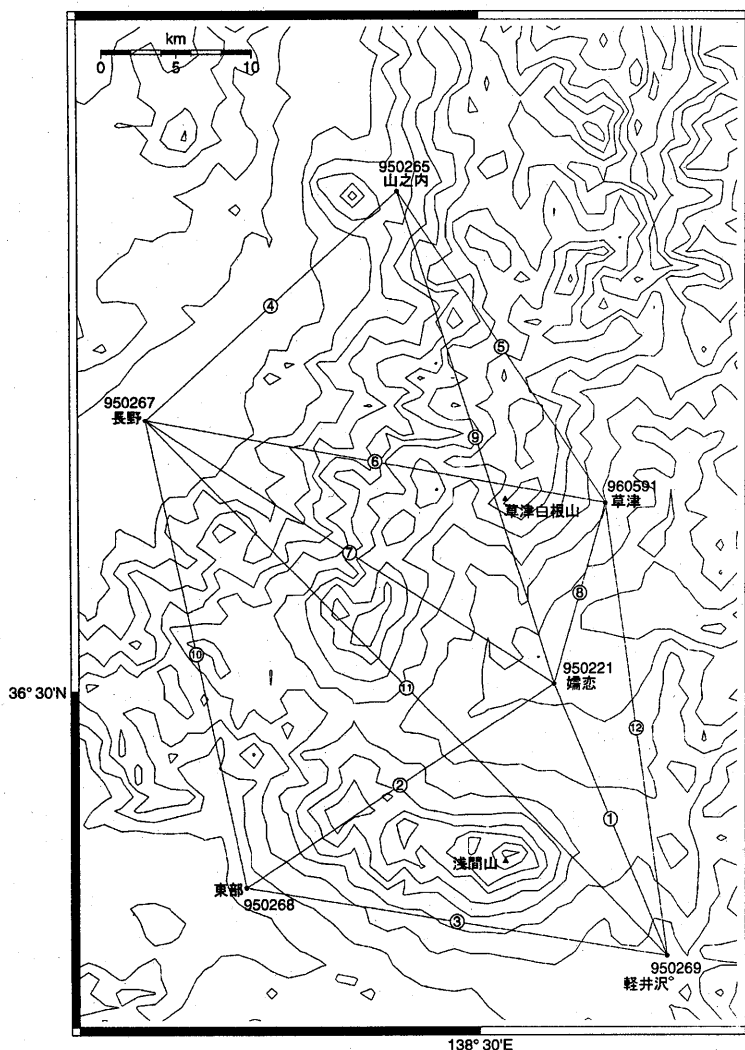 km
0 5 10
950265
山之内
④
⑤
950267
長野
⑨
⑥
960591
草津
草津白根山
⑦
⑧
950221
嬬恋
⑩
⑪
36° 30'N
⑫
②
①
浅間山
東部
950268
③
950269
軽井沢
138° 30'E